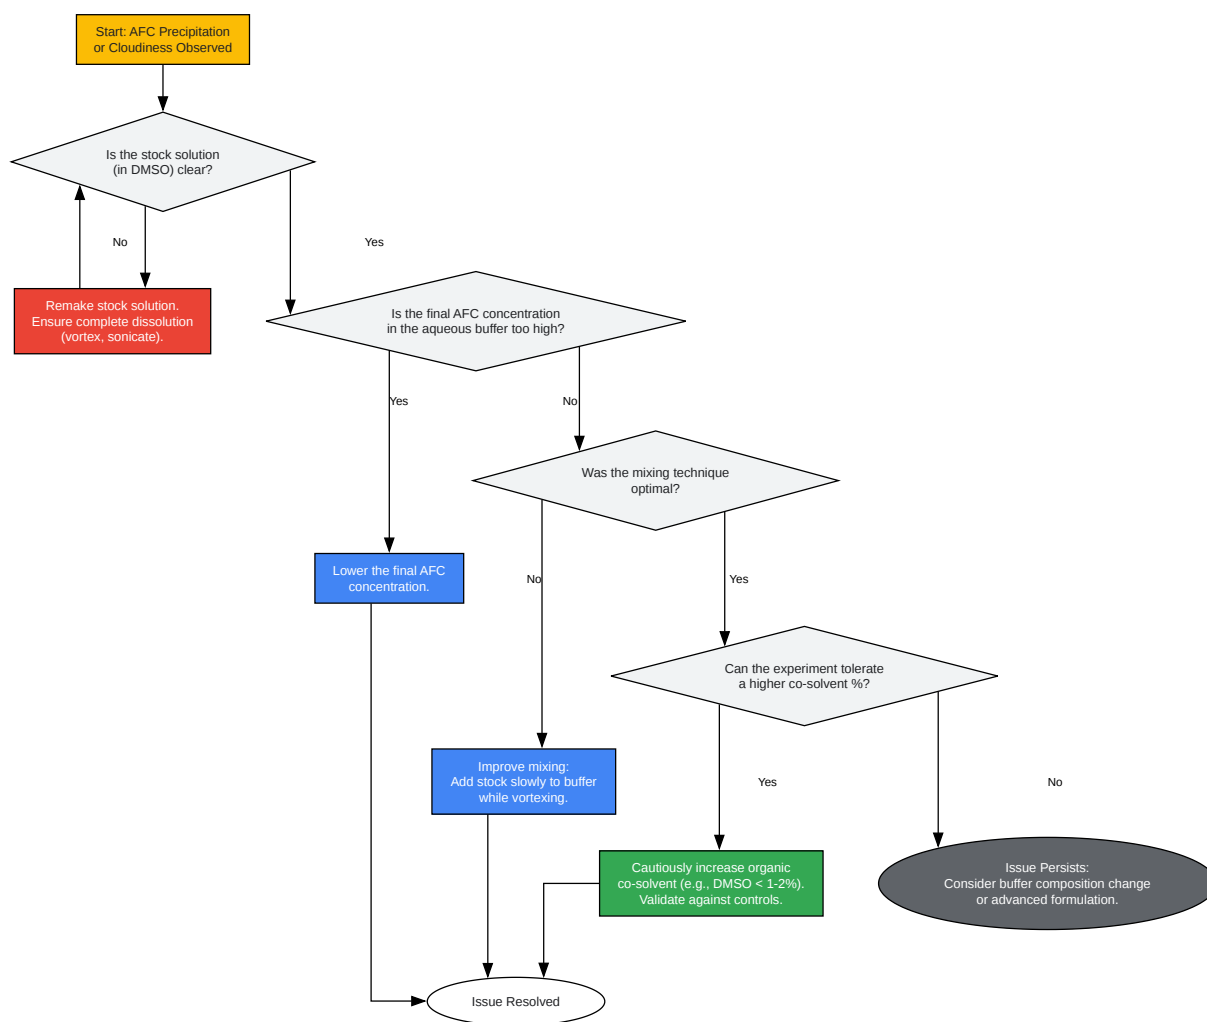 Start: AFC Precipitation
or Cloudiness Observed
Is the stock solution
(in DMSO) clear?
No
Yes
Remake stock solution.
Ensure complete dissolution
(vortex, sonicate).
Is the final AFC concentration
in the aqueous buffer too high?
Yes
No
Was the mixing technique
optimal?
Lower the final AFC
concentration.
No
Yes
Can the experiment tolerate
a higher co-solvent %?
Improve mixing:
Add stock slowly to buffer
while vortexing.
Yes
No
Cautiously increase organic
co-solvent (e.g., DMSO < 1-2%).
Validate against controls.
Issue Persists:
Consider buffer composition change
or advanced formulation.
Issue Resolved